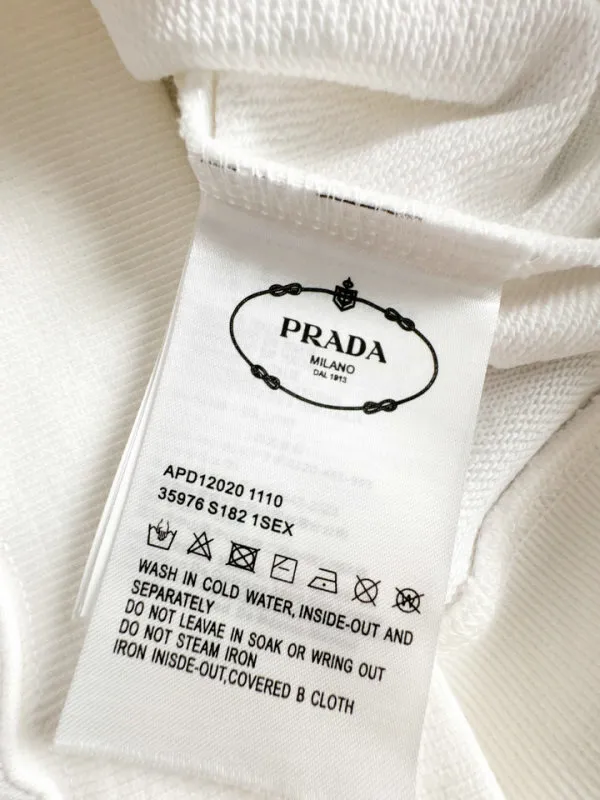 PRADA
MILANO
DAL 1913
APD12020 1110
35976 S182 1SEX
WASH IN COLD WATER, INSIDE-OUT AND
SEPARATELY
DO NOT LEAVAE IN SOAK OR WRING OUT
DO NOT STEAM IRON
IRON INISDE-OUT,COVERED B CLOTH